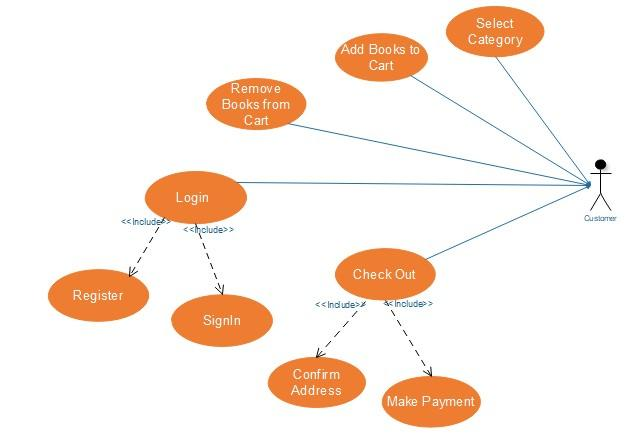 Select
Category
Add Books to
Cart
Remove
Books from
Cart
Login
Customer
<<Include>>
<<Include>>
Register
SignIn
Check Out
<<Include>>
<<Include>>
Confirm
Address
Make Payment